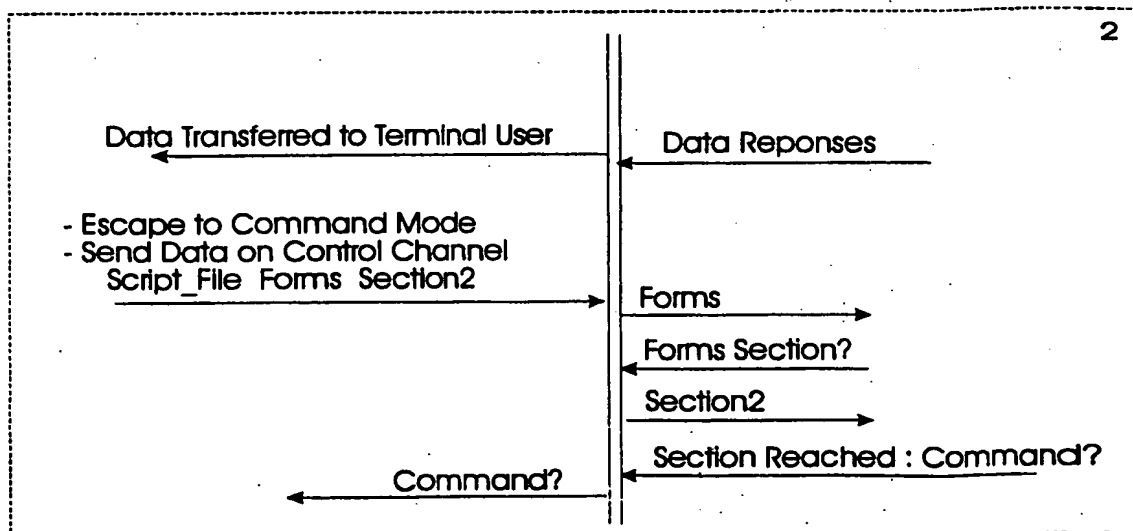 2
Data Transferred to Terminal User
Data Reponses
- Escape to Command Mode
- Send Data on Control Channel
Script_File Forms Section2
Forms
Forms Section?
Section2
Section Reached : Command?
Command?